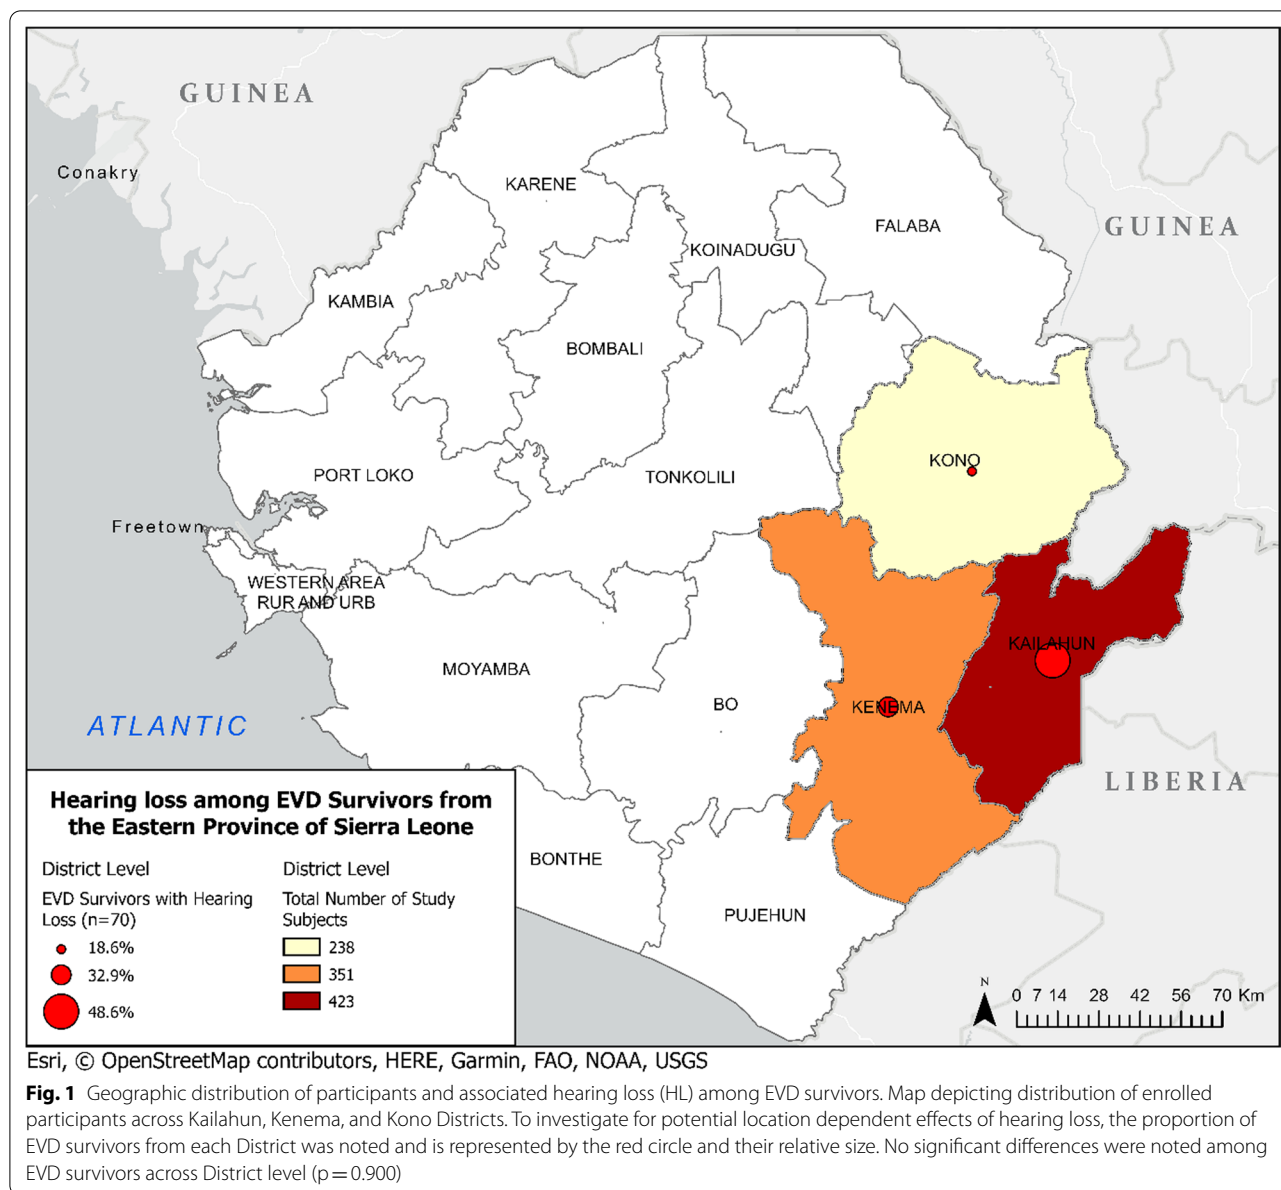 GUINEA
Conakry
KARENE
FALABA
GUINEA
KOINADUGU
KAMBIA
BOMBALI
KONO
PORT LOKO
TONKOLILI
Freetown
WESTERN AREA
RUR AND URB
KAILAHUN
MOYAMBA
BO
KENEMA
ATLANTIC
LIBERIA
BONTHE
PUJEHUN
Hearing loss among EVD Survivors from
the Eastern Province of Sierra Leone
District Level
EVD Survivors with Hearing
Loss (n=70)
18.6%
32.9%
48.6%
District Level
Total Number of Study
Subjects
238
351
423
N
0 7 14 28 42 56 70 Km
Esri, © OpenStreetMap contributors, HERE, Garmin, FAO, NOAA, USGS
Fig. 1 Geographic distribution of participants and associated hearing loss (HL) among EVD survivors. Map depicting distribution of enrolled
participants across Kailahun, Kenema, and Kono Districts. To investigate for potential location dependent effects of hearing loss, the proportion of
EVD survivors from each District was noted and is represented by the red circle and their relative size. No significant differences were noted among
EVD survivors across District level (p = 0.900)